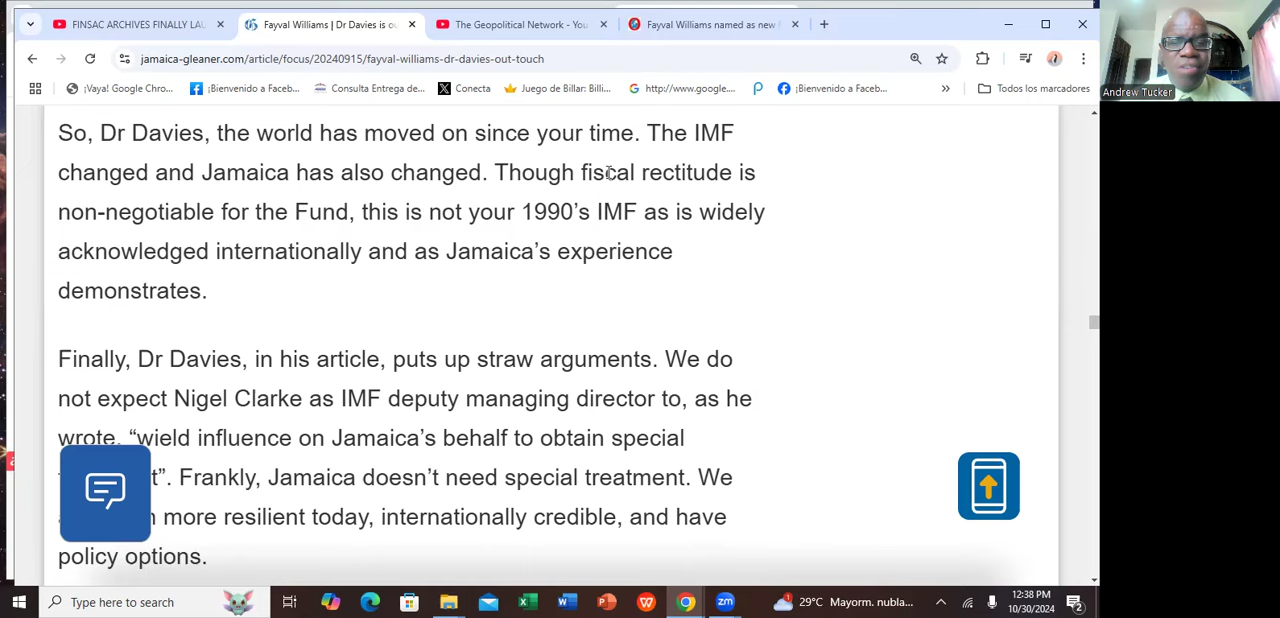 FINSAC ARCHIVES FINALLY LAU
Fayval Williams | Dr Davies is ou
The Geopolitical Network - You
Fayval Williams named as new F
jamaica-gleaner.com/article/focus/20240915/fayval-williams-dr-davies-out-touch
¡Vaya! Google Chro...
¡Bienvenido a Faceb...
Consulta Entrega de...
Conecta
Juego de Billar: Billi...
http://www.google....
¡Bienvenido a Faceb...
Todos los marcadores
Andrew Tucker
So, Dr Davies, the world has moved on since your time. The IMF
changed and Jamaica has also changed. Though fiscal rectitude is
non-negotiable for the Fund, this is not your 1990’s IMF as is widely
acknowledged internationally and as Jamaica’s experience
demonstrates.
Finally, Dr Davies, in his article, puts up straw arguments. We do
not expect Nigel Clarke as IMF deputy managing director to, as he
wrote, “wield influence on Jamaica’s behalf to obtain special
t”. Frankly, Jamaica doesn’t need special treatment. We
more resilient today, internationally credible, and have
policy options.
Type here to search
29°C Mayorm. nubla...
12:38 PM
10/30/2024
2